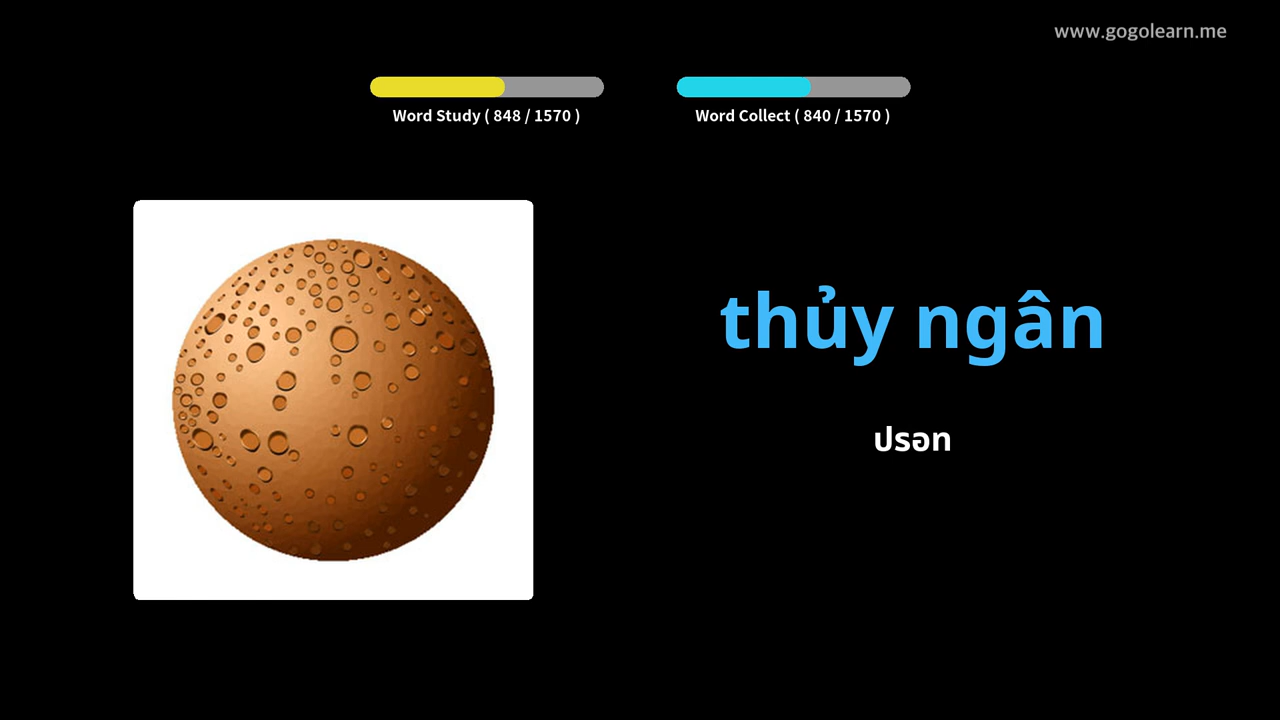 www.gogolearn.me
Word Study ( 848 / 1570 )
Word Collect ( 840 / 1570 )
thủy ngân
ปรอท